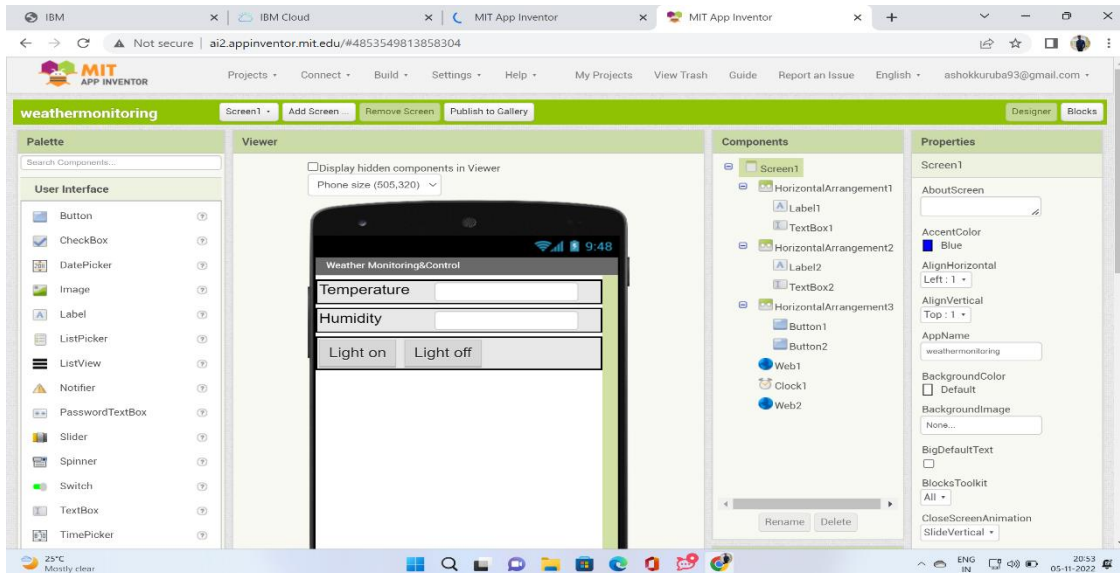 IBM
IBM Cloud
MIT App Inventor
MIT App Inventor
Not secure | ai2.appinventor.mit.edu/#4853549813858304
MIT
APP INVENTOR
Projects
Connect
Build
Settings
Help
My Projects
View Trash
Guide
Report an Issue
English
ashokkuruba93@gmail.com
weathermonitoring
Screen1
Add Screen ...
Remove Screen
Publish to Gallery
Designer
Blocks
Palette
Search Components...
User Interface
Button
CheckBox
DatePicker
Image
Label
ListPicker
ListView
Notifier
PasswordTextBox
Slider
Spinner
Switch
TextBox
TimePicker
Viewer
Display hidden components in Viewer
Phone size (505,320)
9:48
Weather Monitoring&Control
Temperature
Humidity
Light on
Light off
Components
Screen1
HorizontalArrangement1
Label1
TextBox1
HorizontalArrangement2
Label2
TextBox2
HorizontalArrangement3
Button1
Button2
Web1
Clock1
Web2
Rename
Delete
Properties
Screen1
AboutScreen
AccentColor
Blue
AlignHorizontal
Left : 1
AlignVertical
Top : 1
AppName
weathermonitoring
BackgroundColor
Default
BackgroundImage
None...
BigDefaultText
BlocksToolkit
All
CloseScreenAnimation
SlideVertical
25°C
Mostly clear
ENG
IN
20:53
05-11-2022